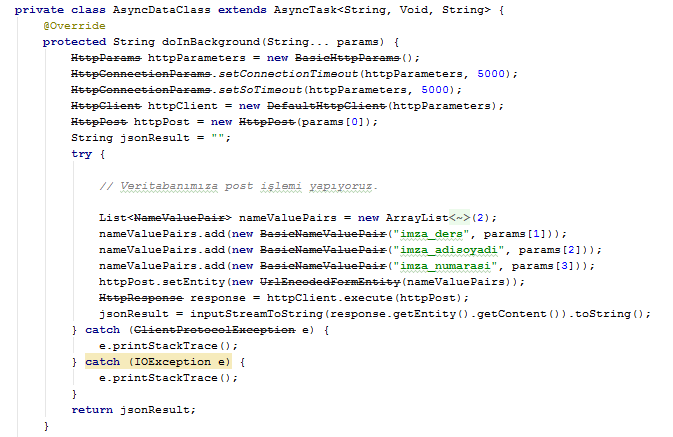 private class AsyncDataClass extends AsyncTask<String, Void, String> {
@Override
protected String doInBackground(String... params) {
HttpParams httpParameters = new BasicHttpParams();
HttpConnectionParams.setConnectionTimeout(httpParameters, 5000);
HttpConnectionParams.setSoTimeout(httpParameters, 5000);
HttpClient httpClient = new DefaultHttpClient(httpParameters);
HttpPost httpPost = new HttpPost(params[0]);
String jsonResult = "";
try {
// Veritabanımıza post işlemi yapıyoruz.
List<NameValuePair> nameValuePairs = new ArrayList<~>(2);
nameValuePairs.add(new BasicNameValuePair("imza_ders", params[1]));
nameValuePairs.add(new BasicNameValuePair("imza_adisoyadi", params[2]));
nameValuePairs.add(new BasicNameValuePair("imza_numarasi", params[3]));
httpPost.setEntity(new UrlEncodedFormEntity(nameValuePairs));
HttpResponse response = httpClient.execute(httpPost);
jsonResult = inputStreamToString(response.getEntity().getContent()).toString();
} catch (ClientProtocolException e) {
e.printStackTrace();
} catch (IOException e) {
e.printStackTrace();
}
return jsonResult;
}